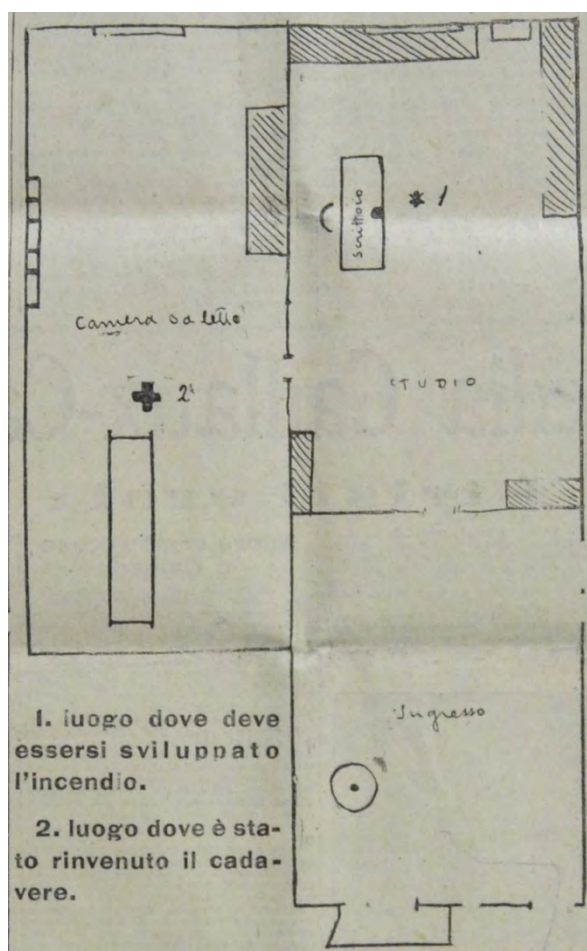 scrittoio
1
Camera da letto
2
STUDIO
Ingresso
1. luogo dove deve
essersi sviluppato
l'incendio.
2. luogo dove è sta-
to rinvenuto il cada-
vere.